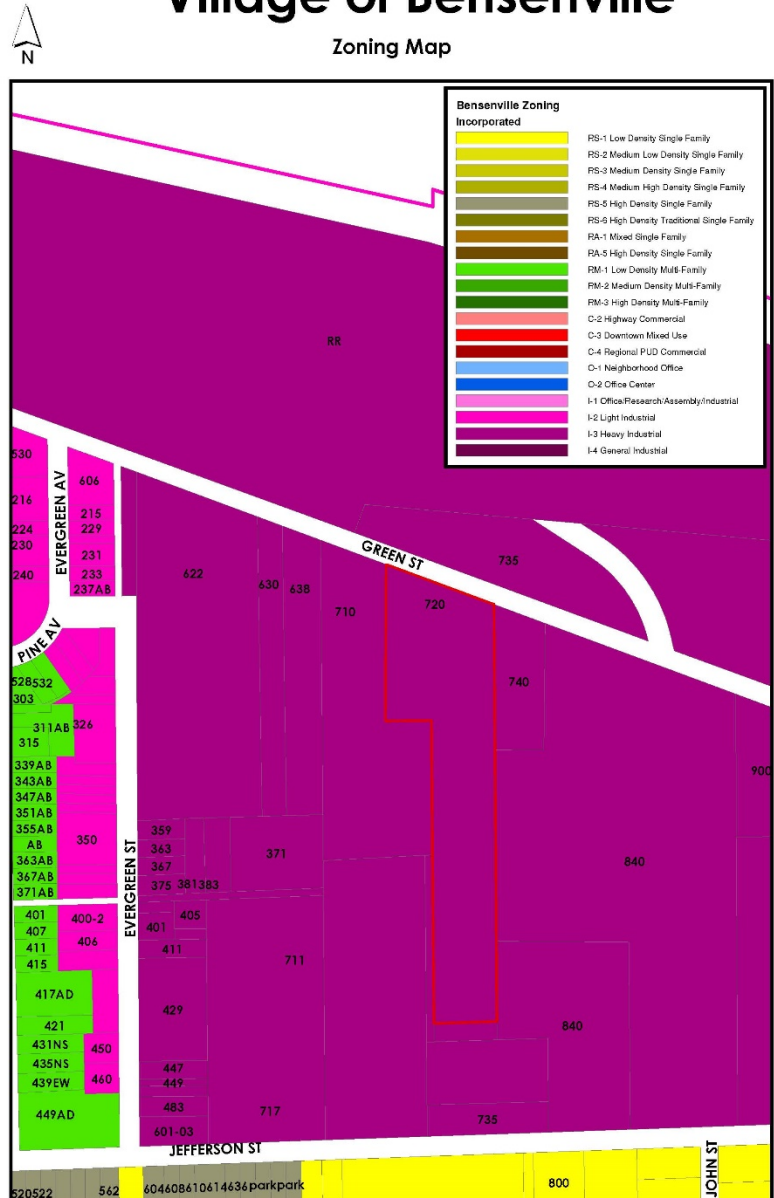 Village of Bensenville
N
Zoning Map
Bensenville Zoning
Incorporated
RS-1 Low Density Single Family
RS-2 Medium Low Density Single Family
RS-3 Medium Density Single Family
RS-4 Medium High Density Single Family
RS-5 High Density Single Family
RS-6 High Density Traditional Single Family
RA-1 Mixed Single Family
RA-5 High Density Single Family
RM-1 Low Density Multi-Family
RM-2 Medium Density Multi-Family
RM-3 High Density Multi-Family
C-2 Highway Commercial
C-3 Downtown Mixed Use
C-4 Regional PUD Commercial
O-1 Neighborhood Office
O-2 Office Center
I-1 Office/Research/Assembly/Industrial
I-2 Light Industrial
I-3 Heavy Industrial
I-4 General Industrial
RR
530
216
224
230
240
EVERGREEN AV
606
215
229
231
233
237AB
PINE AV
622
630
638
710
GREEN ST
720
735
740
900
528
532
303
311AB
326
315
339AB
343AB
347AB
351AB
355AB
AB
363AB
367AB
371AB
350
EVERGREEN ST
359
363
367
375
381
383
371
840
401
407
411
415
400-2
406
401
405
411
711
417AD
421
429
840
431NS
435NS
439EW
450
460
447
449
449AD
483
601-03
717
735
JEFFERSON ST
JOHN ST
520
522
562
604
608
610
614
636
park
park
800